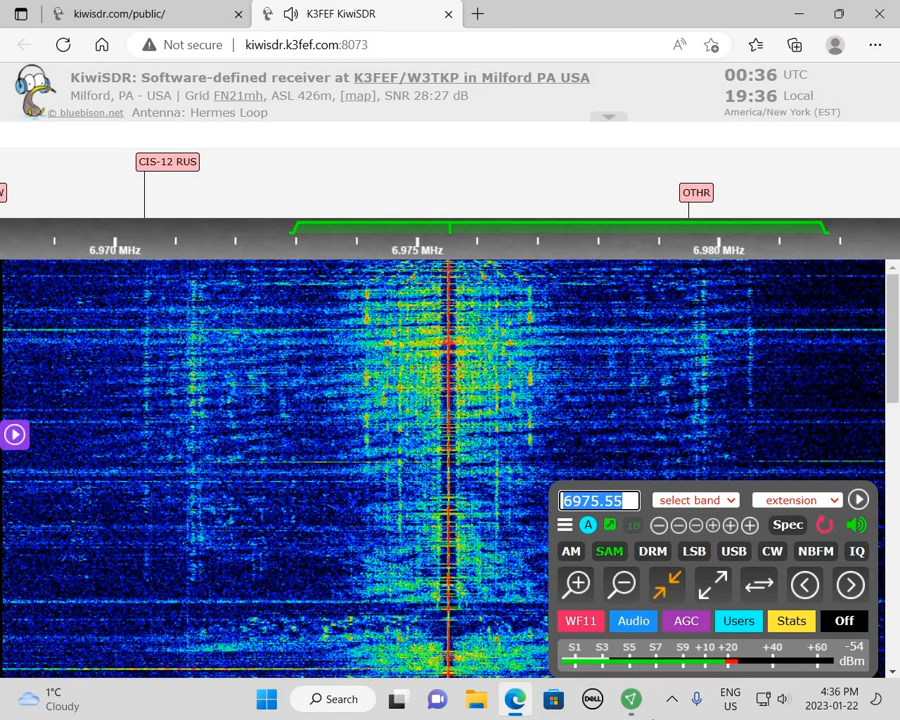 kiwisdr.com/public/
K3FEF KiwiSDR
Not secure kiwisdr.k3fef.com:8073
KiwiSDR: Software-defined receiver at K3FEF/W3TKP in Milford PA USA
Milford, PA - USA | Grid FN21mh, ASL 426m, [map], SNR 28:27 dB
© bluebison.net Antenna: Hermes Loop
00:36 UTC
19:36 Local
America/New York (EST)
CIS-12 RUS
OTHR
6.970 MHz 6.975 MHz 6.980 MHz
6975.55 select band extension
A 10 Spec
AM SAM DRM LSB USB CW NBFM IQ
WF11 Audio AGC Users Stats Off
S1 S3 S5 S7 S9 +10 +20 +40 +60 -54
dBm
1°C
Cloudy
Search
DELL
ENG
US
4:36 PM
2023-01-22